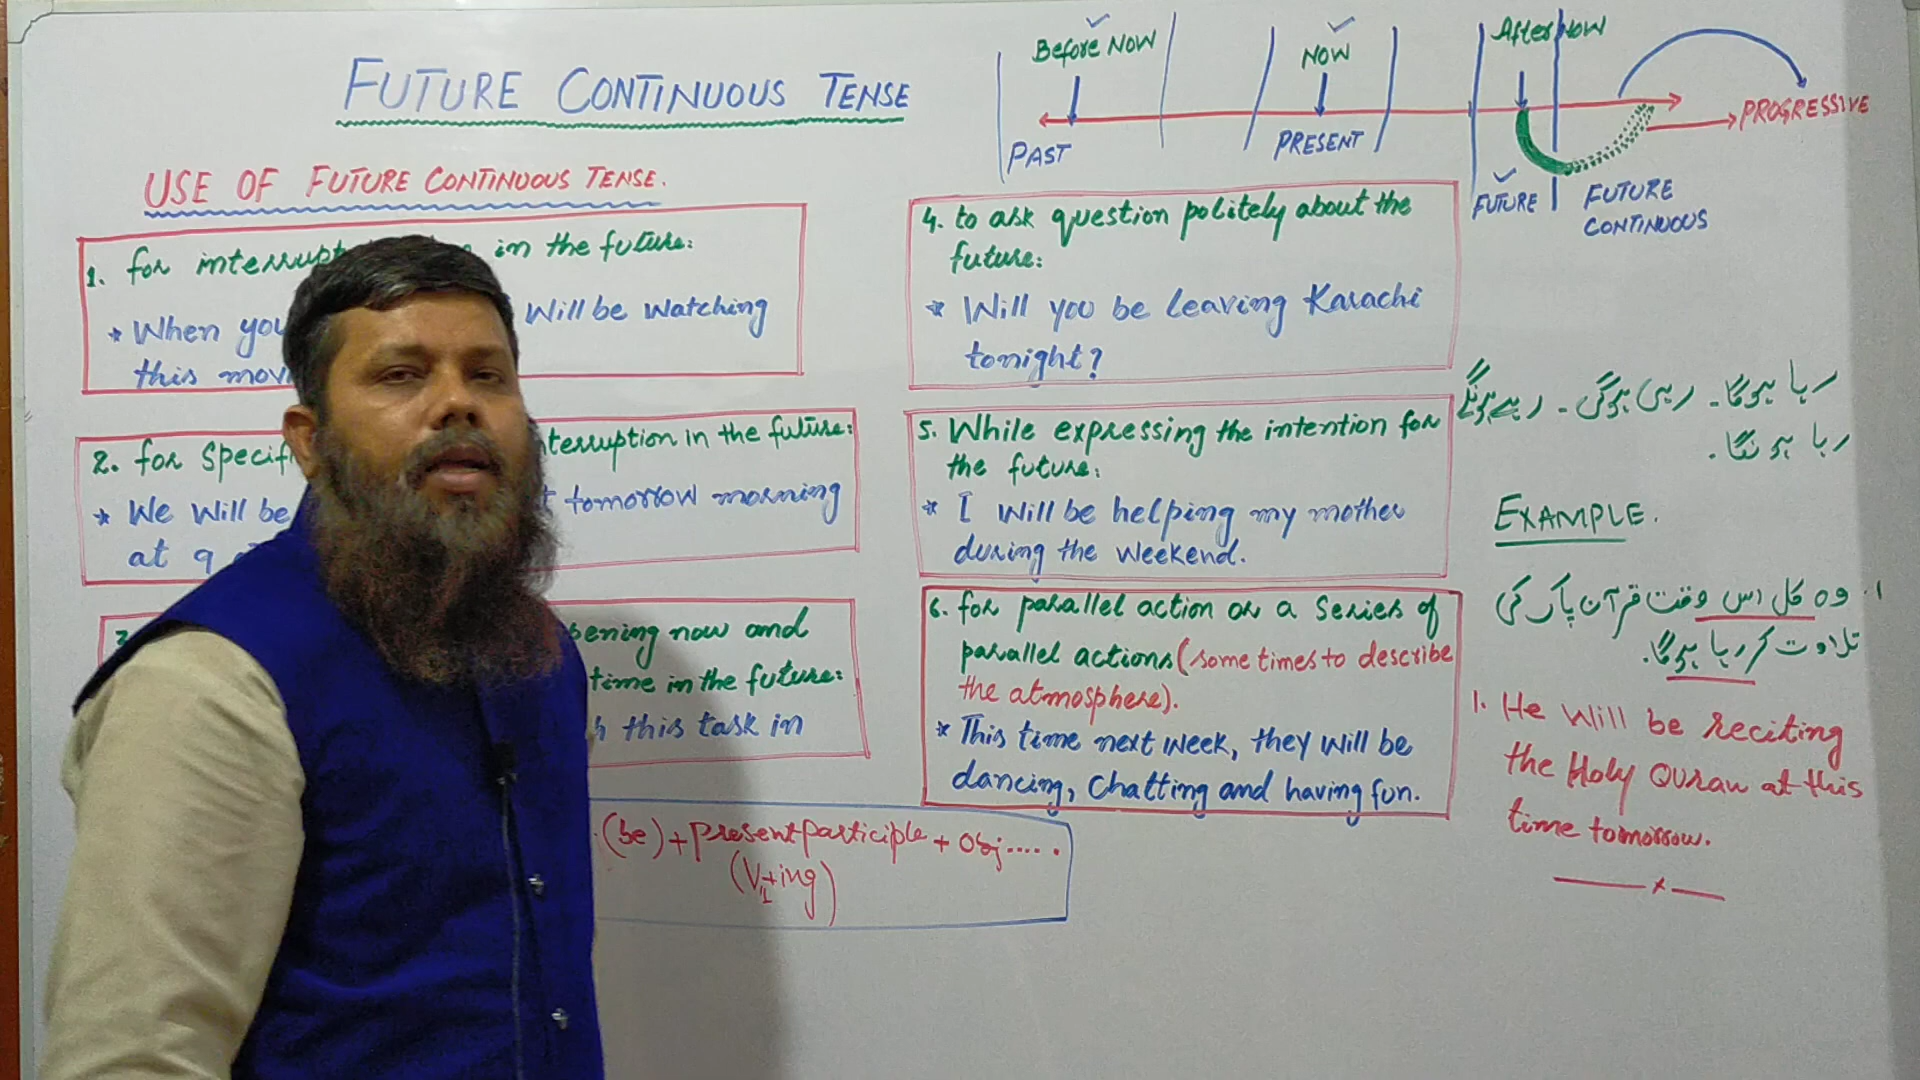 FUTURE CONTINUOUS TENSE
USE OF FUTURE CONTINUOUS TENSE.
1. for interrupt in the future:
* When you will be watching
this movi
2. for specifi nterruption in the future:
* We will be t tomorrow morning
at 9
3. pening now and
time in the future:
h this task in
(be) + present participle + Obj.....
(V1+ing)
Before NOW
NOW
After NOW
PAST
PRESENT
FUTURE
FUTURE
CONTINUOUS
PROGRESSIVE
4. to ask question politely about the
future:
* Will you be leaving Karachi
tonight?
5. While expressing the intention for
the future:
* I will be helping my mother
during the weekend.
6. for parallel action or a series of
parallel actions (some times to describe
the atmosphere).
* This time next week, they will be
dancing, chatting and having fun.
رہا ہوگا۔ رہی ہوگی۔ رہے ہونگے
رہا ہونگا۔
EXAMPLE.
۱. وہ کل اس وقت قرآن پاک کی
تلاوت کر رہا ہوگا۔
1. He will be reciting
the Holy Quran at this
time tomorrow.